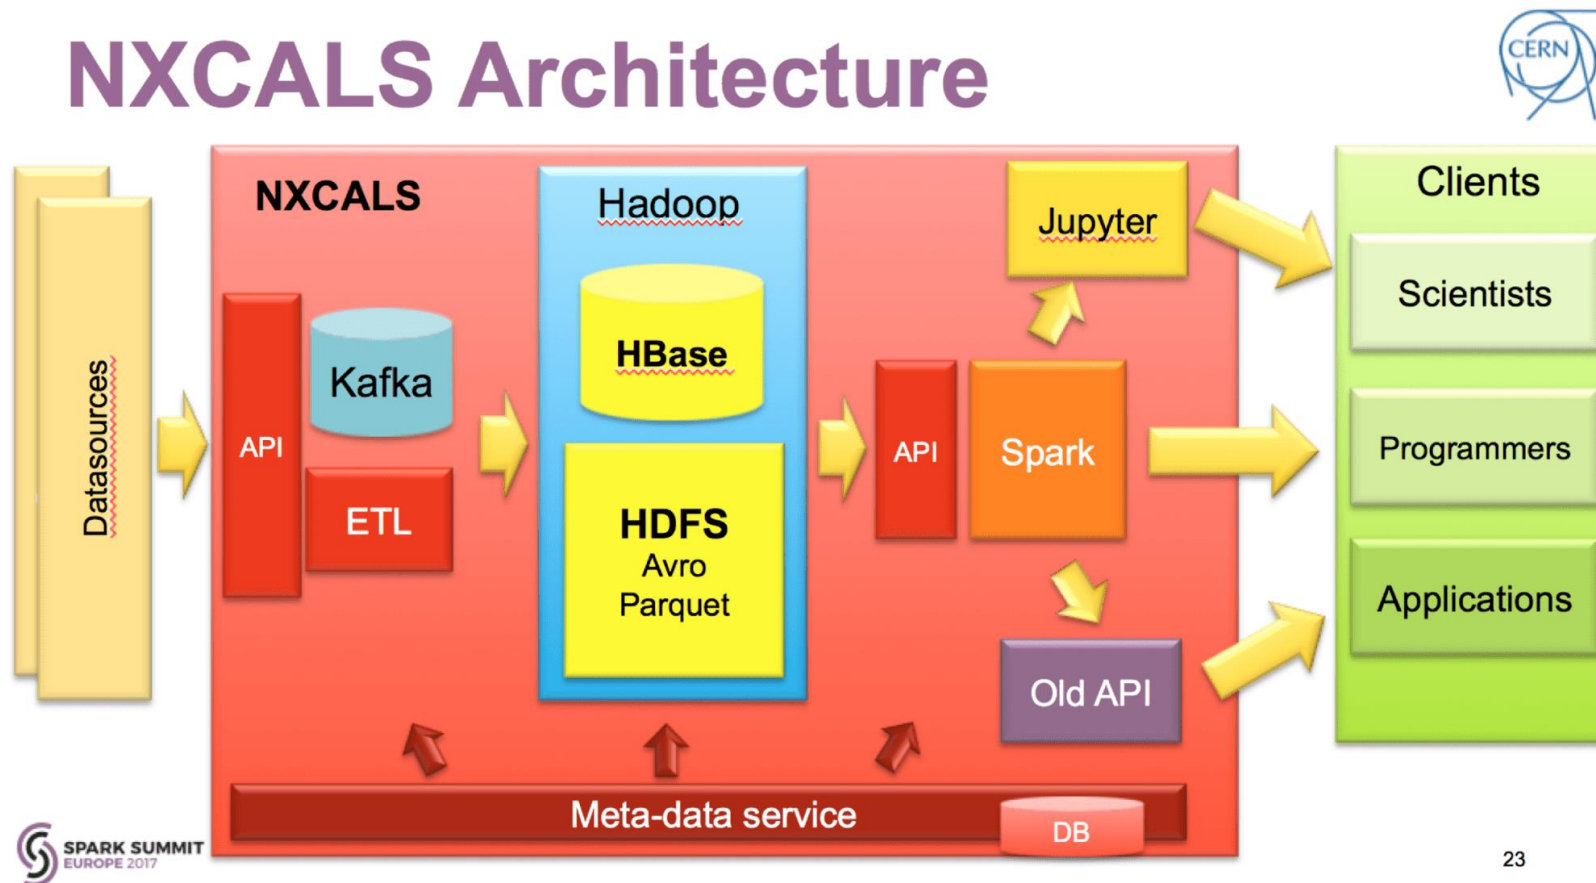 NXCALS Architecture
CERN
NXCALS
Hadoop
Jupyter
Clients
Scientists
HBase
Kafka
Datasources
API
API
Spark
Programmers
ETL
HDFS
Avro
Parquet
Applications
Old API
Meta-data service
DB
SPARK SUMMIT
EUROPE 2017
23